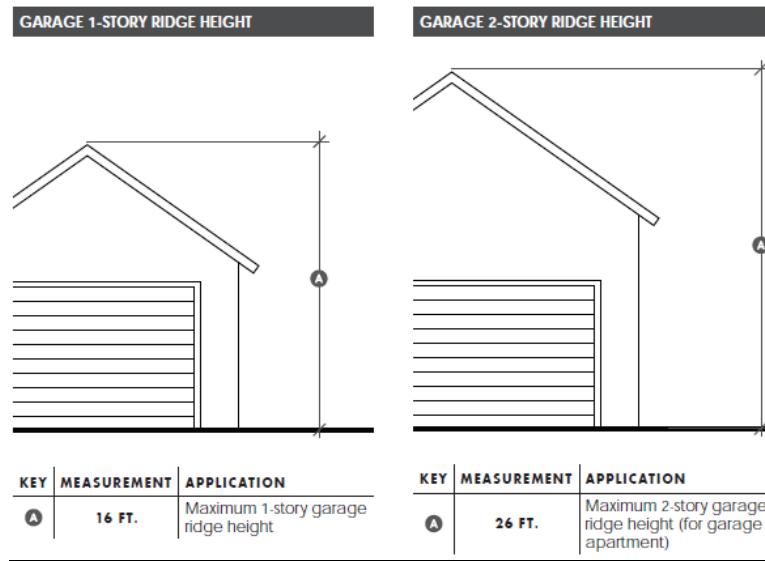 GARAGE 1-STORY RIDGE HEIGHT
A
KEY MEASUREMENT APPLICATION
A 16 FT. Maximum 1-story garage
ridge height
GARAGE 2-STORY RIDGE HEIGHT
A
KEY MEASUREMENT APPLICATION
A 26 FT. Maximum 2-story garage
ridge height (for garage
apartment)